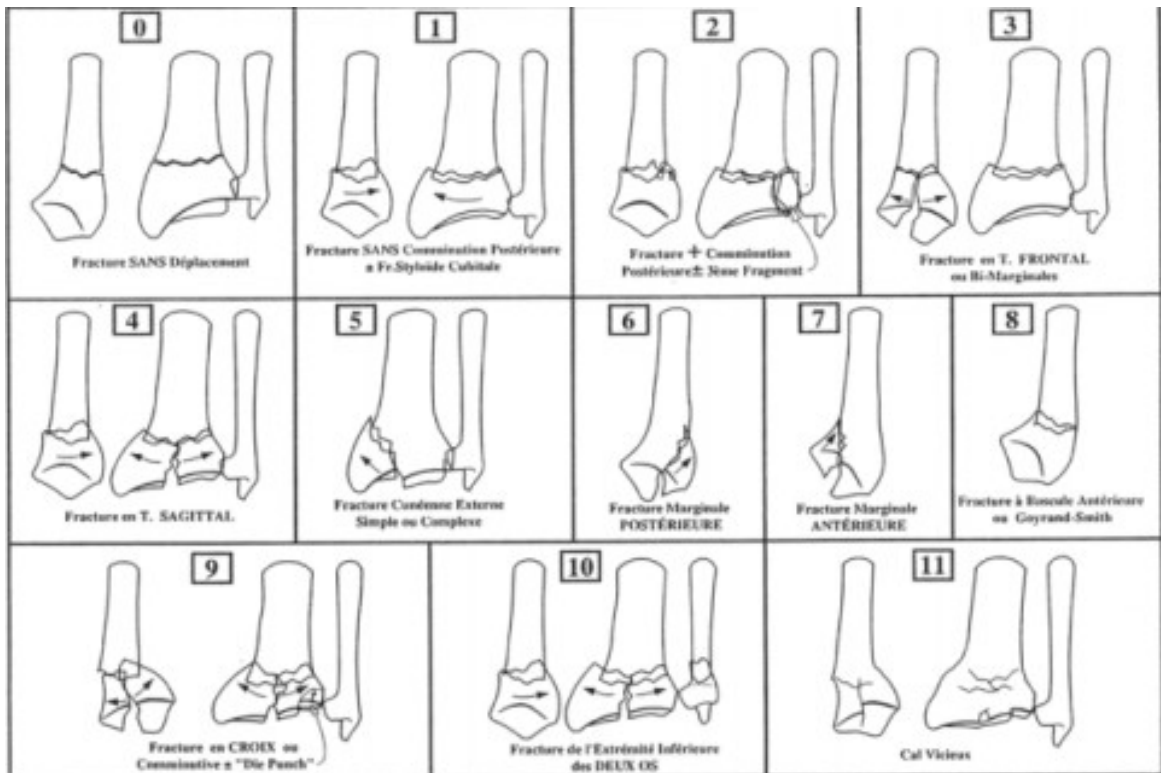 0
Fracture SANS Déplacement
1
Fracture SANS Comminution Postérieure
± Fr.Styloïde Cubitale
2
Fracture + Comminution
Postérieure ± 3ème Fragment
3
Fracture en T. FRONTAL
ou Bi-Marginales
4
Fracture en T. SAGITTAL
5
Fracture Cunéenne Externe
Simple ou Complexe
6
Fracture Marginale
POSTÉRIEURE
7
Fracture Marginale
ANTÉRIEURE
8
Fracture à Bascule Antérieure
ou Goyrand-Smith
9
Fracture en CROIX ou
Comminutive ± "Die Punch"
10
Fracture de l'Extrémité Inférieure
des DEUX OS
11
Cal Vicieux